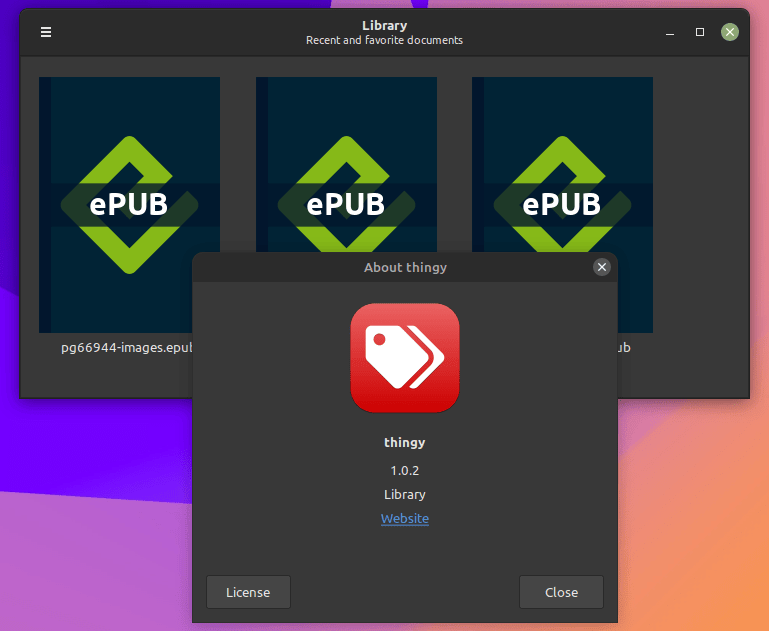 Library
Recent and favorite documents
ePUB
ePUB
ePUB
pg66944-images.epub
ub
About thingy
thingy
1.0.2
Library
Website
License
Close